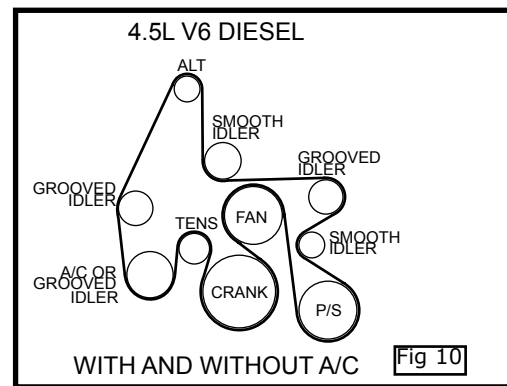 4.5L V6 DIESEL
ALT
SMOOTH
IDLER
GROOVED
IDLER
GROOVED
IDLER
TENS
FAN
SMOOTH
IDLER
A/C OR
GROOVED
IDLER
CRANK
P/S
WITH AND WITHOUT A/C
Fig 10